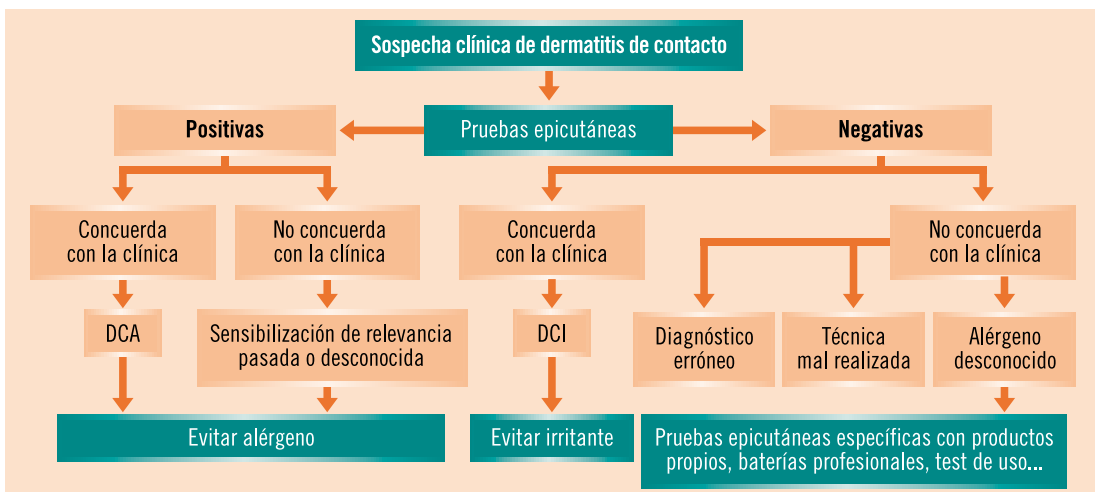 Sospecha clínica de dermatitis de contacto
Positivas
Pruebas epicutáneas
Negativas
Concuerda
con la clínica
No concuerda
con la clínica
Concuerda
con la clínica
No concuerda
con la clínica
DCA
Sensibilización de relevancia
pasada o desconocida
DCI
Diagnóstico
erróneo
Técnica
mal realizada
Alérgeno
desconocido
Evitar alérgeno
Evitar irritante
Pruebas epicutáneas específicas con productos
propios, baterías profesionales, test de uso...